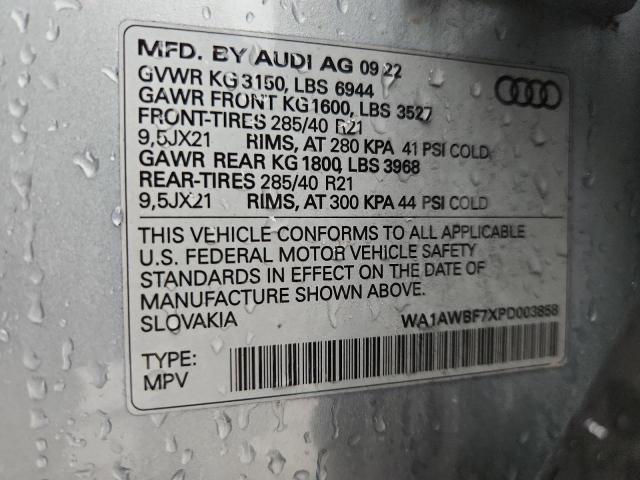 MFD. BY AUDI AG 09 22
GVWR KG 3150, LBS 6944
GAWR FRONT KG 1600, LBS 3527
FRONT-TIRES 285/40 R21
9,5JX21 RIMS, AT 280 KPA 41 PSI COLD
GAWR REAR KG 1800, LBS 3968
REAR-TIRES 285/40 R21
9,5JX21 RIMS, AT 300 KPA 44 PSI COLD
THIS VEHICLE CONFORMS TO ALL APPLICABLE
U.S. FEDERAL MOTOR VEHICLE SAFETY
STANDARDS IN EFFECT ON THE DATE OF
MANUFACTURE SHOWN ABOVE.
SLOVAKIA WA1AWBF7XPD003858
TYPE:
MPV